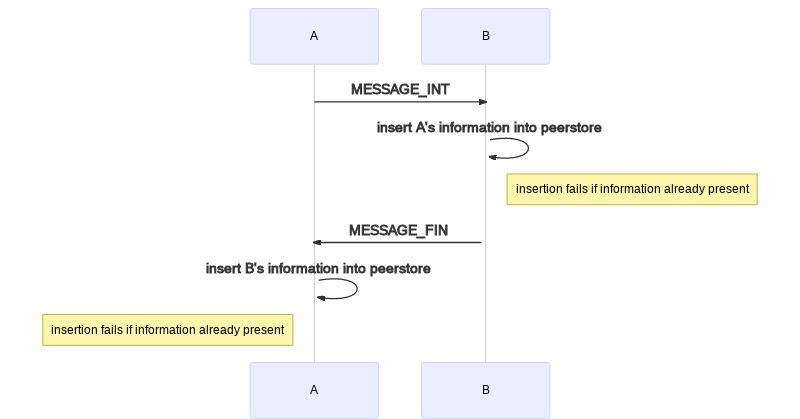 A
B
MESSAGE_INT
insert A's information into peerstore
insertion fails if information already present
MESSAGE_FIN
insert B's information into peerstore
insertion fails if information already present
A
B